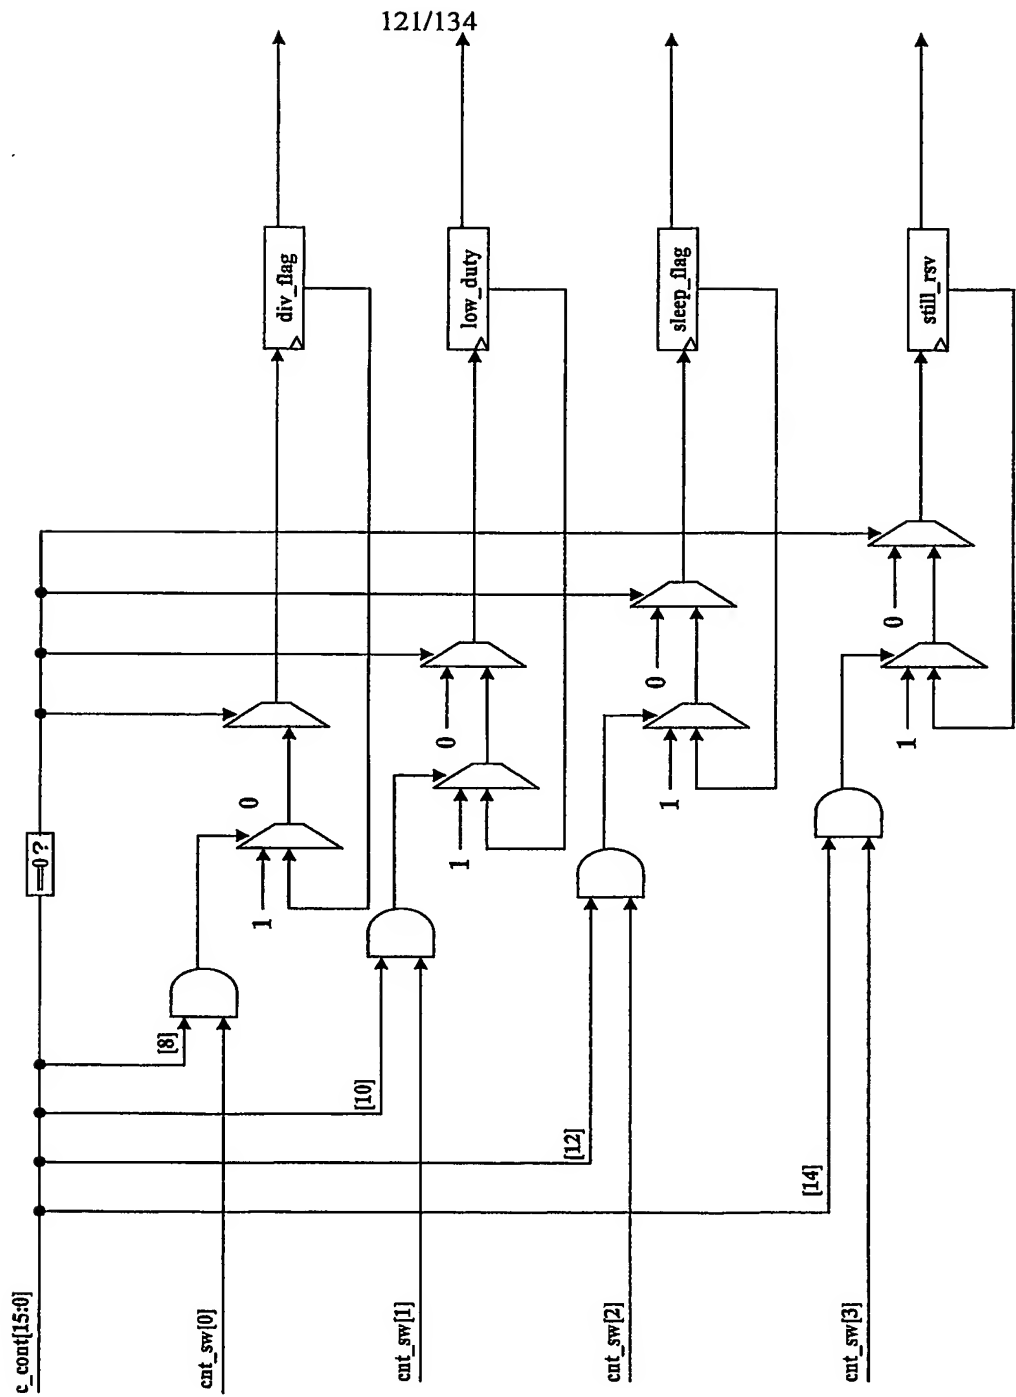 121/134
c_cont[15:0]
==0?
cnt_sw[0]
[8]
1
0
div_flag
cnt_sw[1]
[10]
1
0
low_duty
cnt_sw[2]
[12]
1
0
sleep_flag
cnt_sw[3]
[14]
1
0
still_rsv